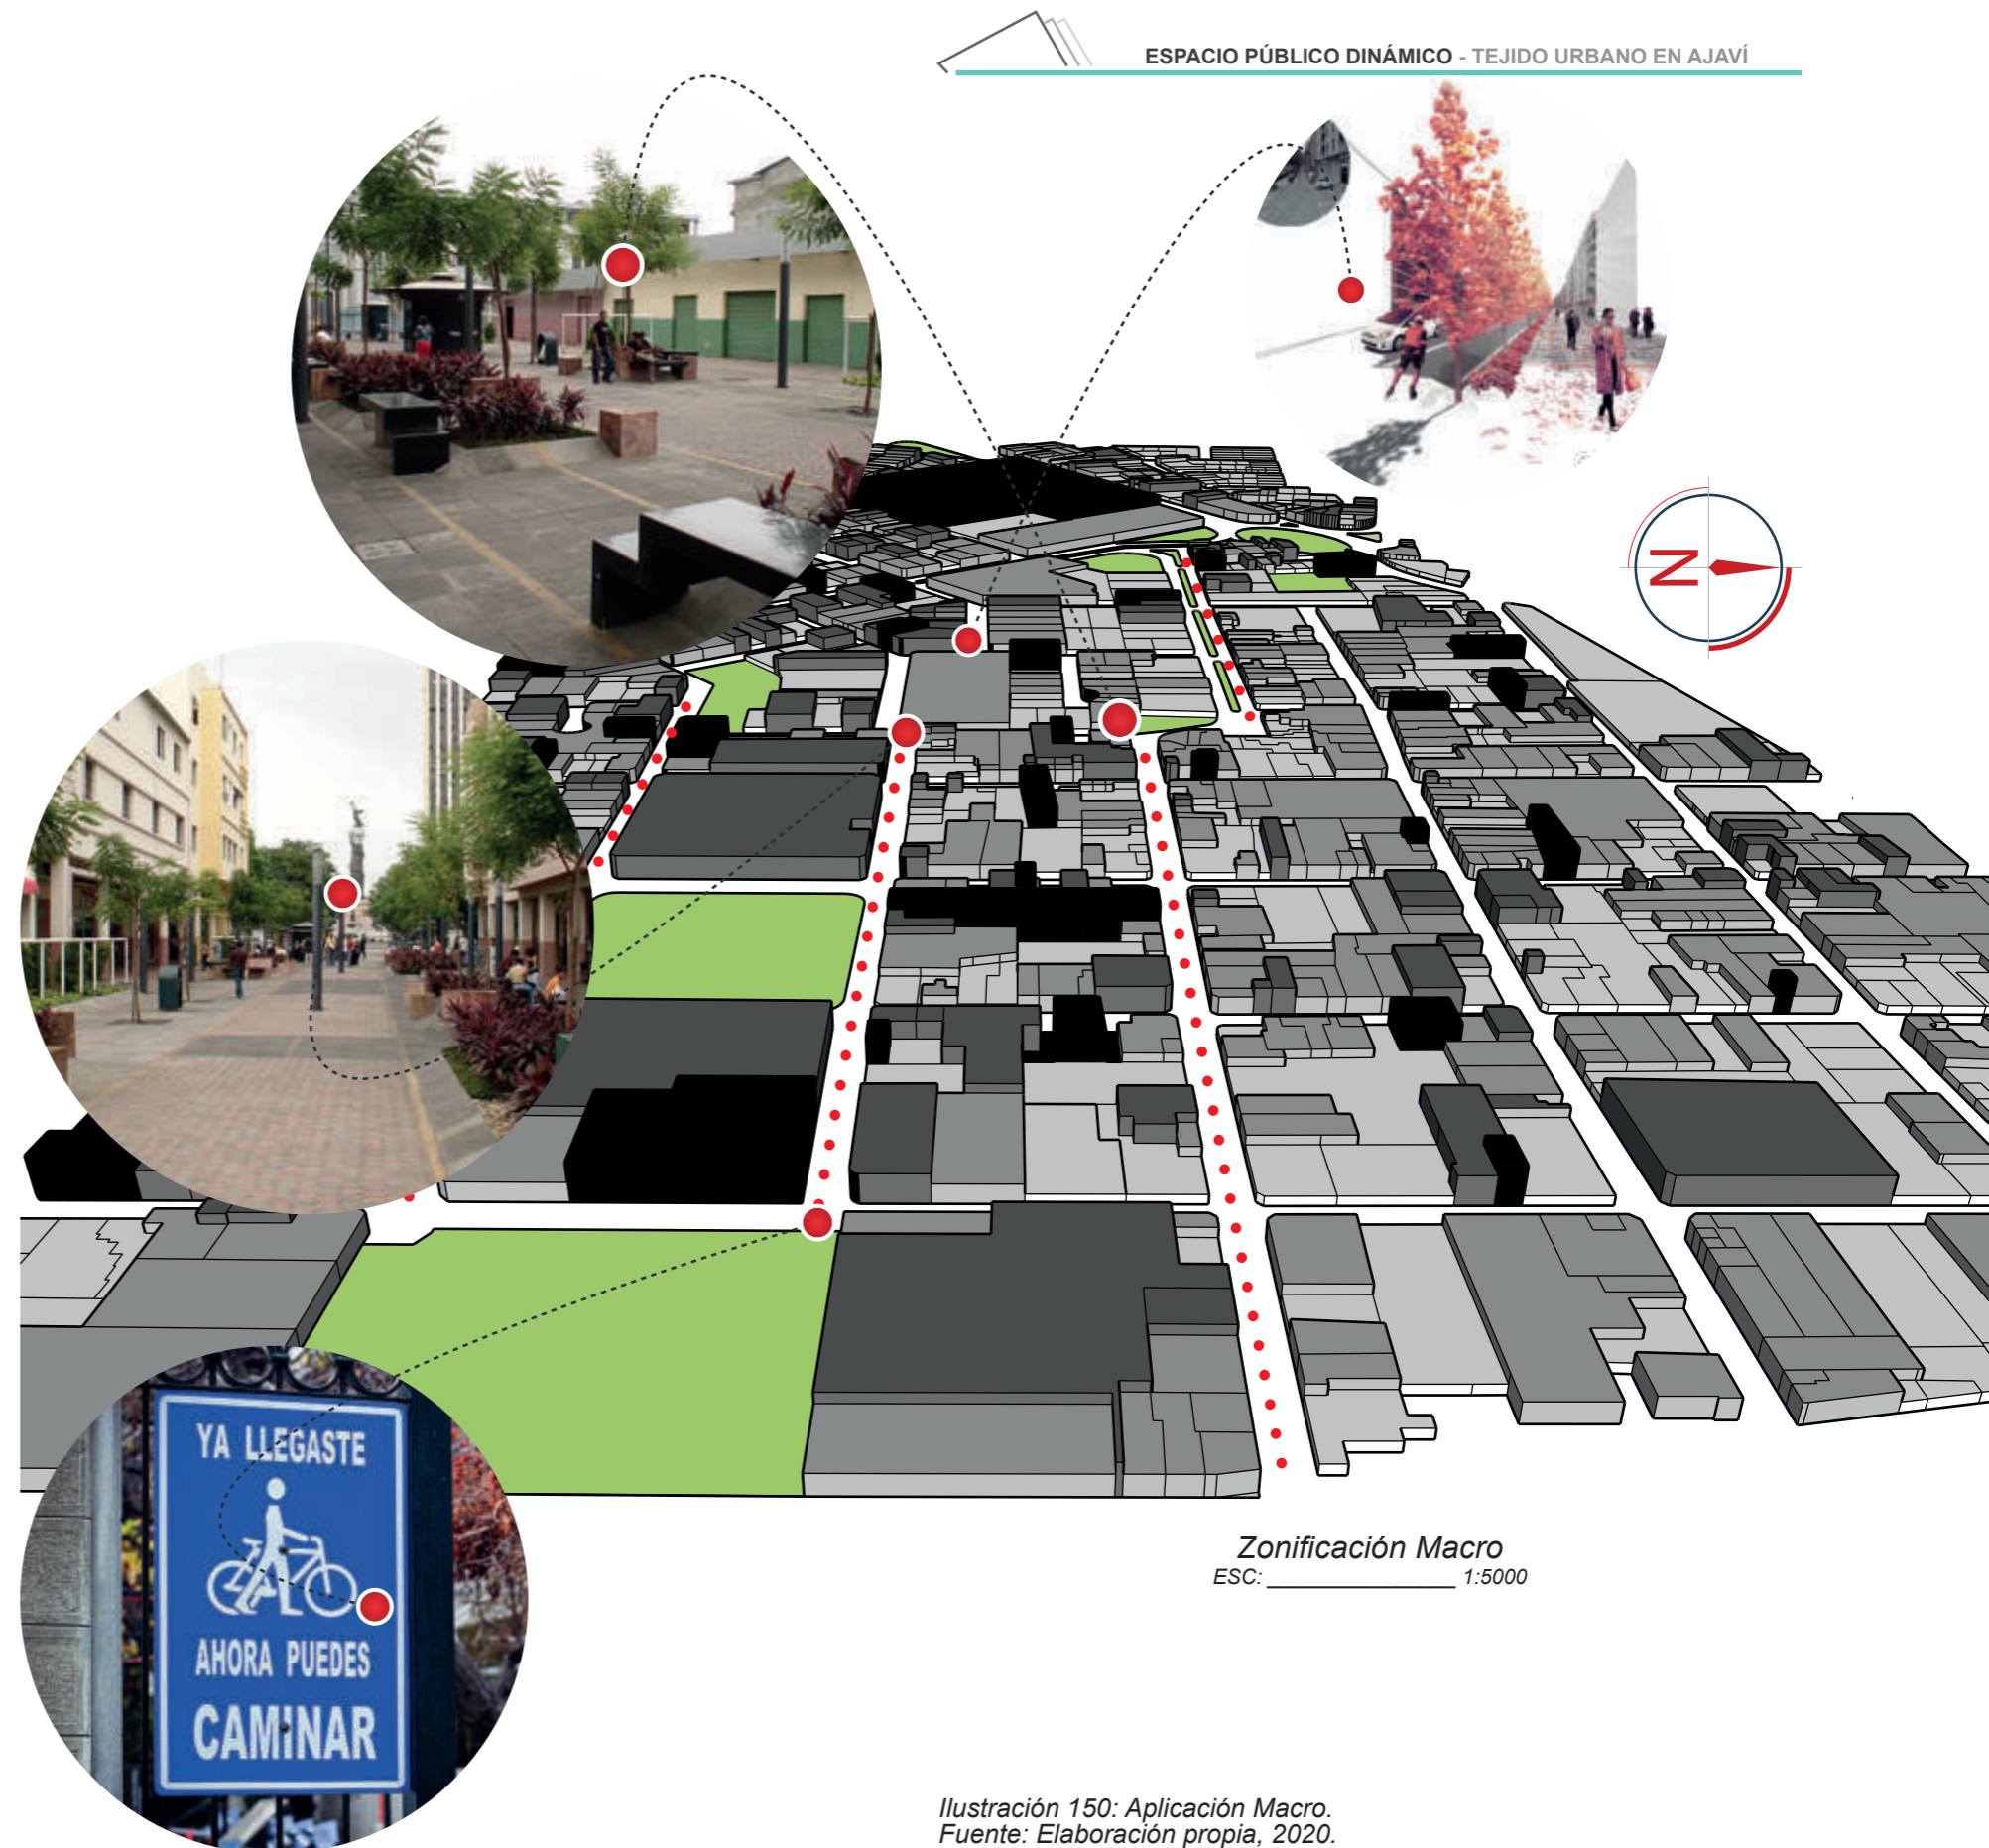 ESPACIO PÚBLICO DINÁMICO - TEJIDO URBANO EN AJAVÍ
N
YA LLEGASTE
AHORA PUEDES
CAMINAR
Zonificación Macro
ESC: ________________ 1:5000
Ilustración 150: Aplicación Macro.
Fuente: Elaboración propia, 2020.